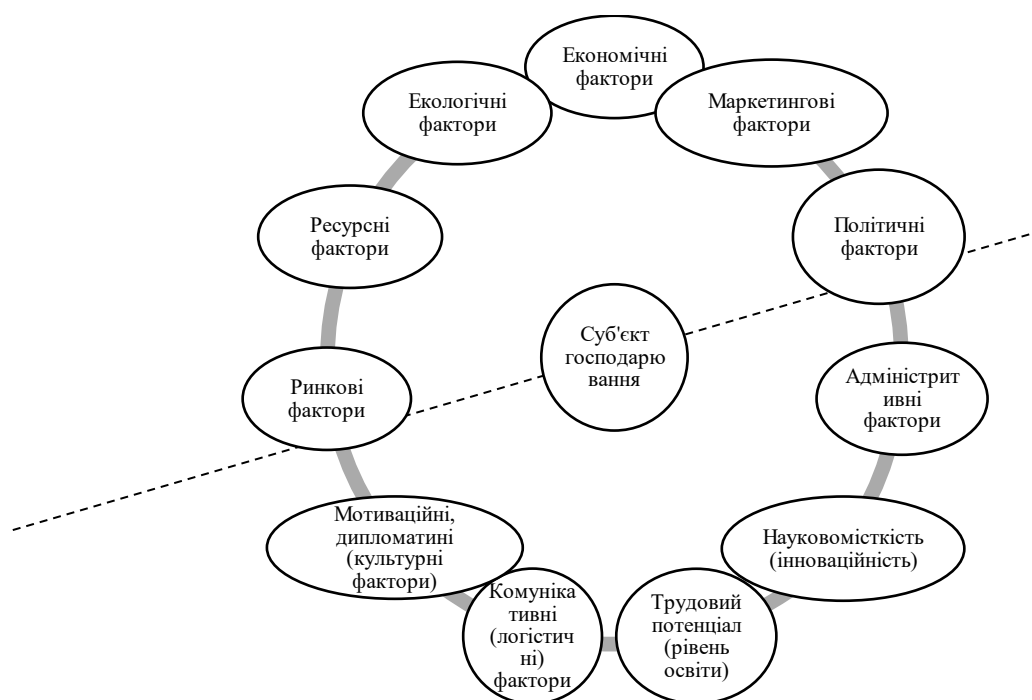 Економічні
фактори
Маркетингові
фактори
Політичні
фактори
Адміністрит
ивні
фактори
Науковомісткість
(інноваційність)
Трудовий
потенціал
(рівень
освіти)
Комуніка
тивні
(логістич
ні)
фактори
Мотиваційні,
дипломатині
(культурні
фактори)
Ринкові
фактори
Ресурсні
фактори
Екологічні
фактори
Суб'єкт
господарю
вання